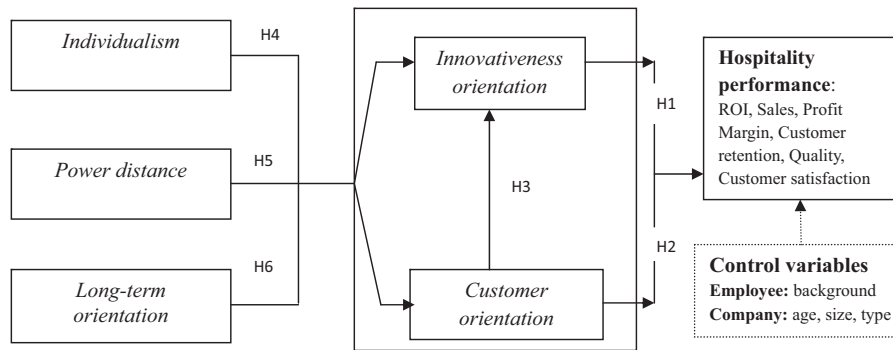 Individualism
H4
Power distance
H5
Long-term
orientation
H6
Innovativeness
orientation
H3
Customer
orientation
H1
H2
Hospitality
performance:
ROI, Sales, Profit
Margin, Customer
retention, Quality,
Customer satisfaction
Control variables
Employee: background
Company: age, size, type